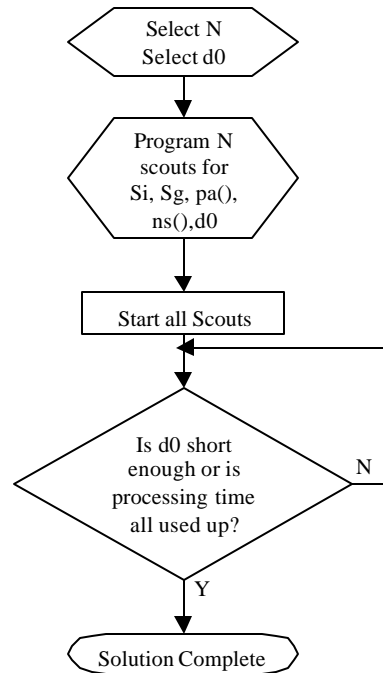 Select N
Select d0
Program N
scouts for
Si, Sg, pa(),
ns(),d0
Start all Scouts
Is d0 short
enough or is
processing time
all used up?
N
Y
Solution Complete